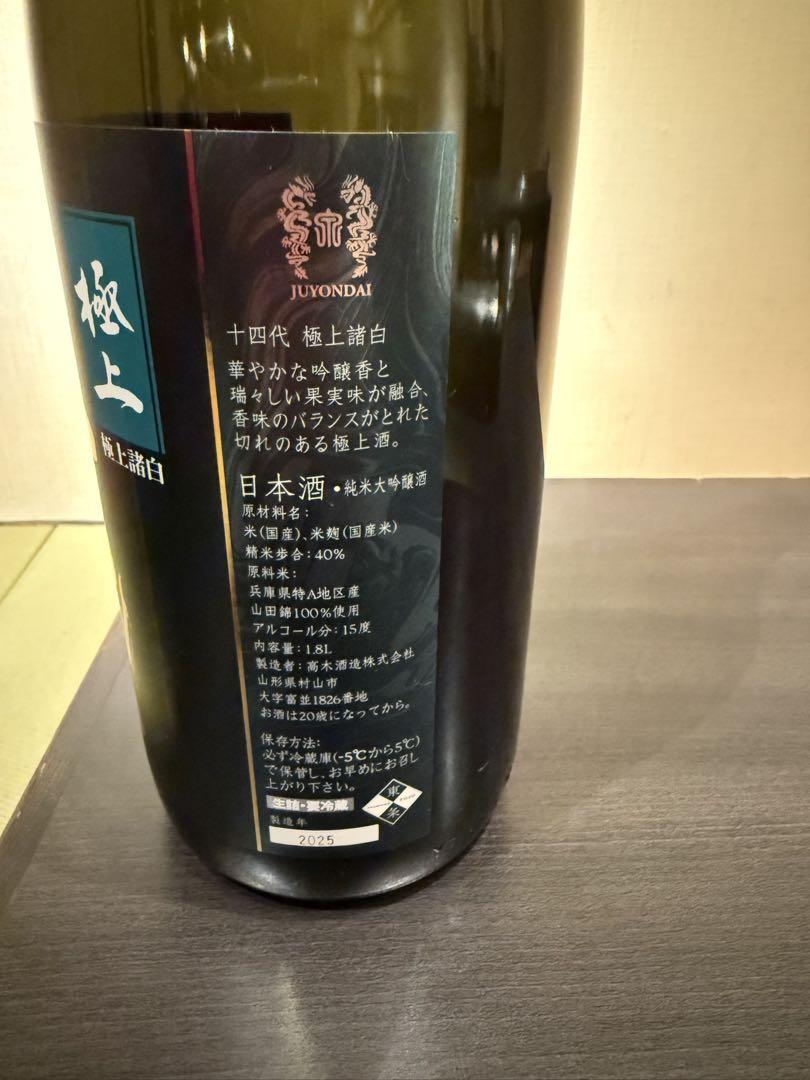 極上
極上諸白
JUYONDAI
十四代 極上諸白
華やかな吟醸香と
瑞々しい果実味が融合、
香味のバランスがとれた
切れのある極上酒。
日本酒・純米大吟醸酒
原材料名：
米(国産)、米麹(国産米)
精米歩合：40%
原料米：
兵庫県特A地区産
山田錦100%使用
アルコール分：15度
内容量：1.8L
製造者：高木酒造株式会社
山形県村山市
大字富並1826番地
お酒は20歳になってから。
保存方法：
必ず冷蔵庫(-5℃から5℃)
で保管し、お早めにお召し
上がり下さい。
生詰・要冷蔵
東条
製造年
2025